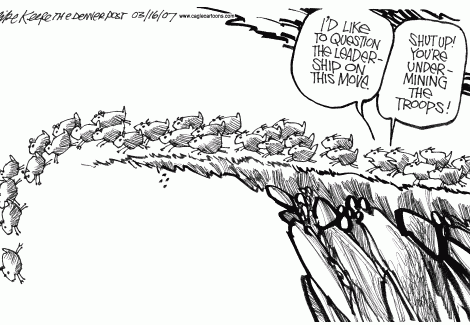 Mike Keefe THE DENVER POST 03/16/07
www.caglecartoons.com
I'D LIKE
TO QUESTION
THE LEADER-
SHIP ON
THIS MOVE.
SHUT UP!
YOU'RE
UNDER-
MINING
THE
TROOPS!